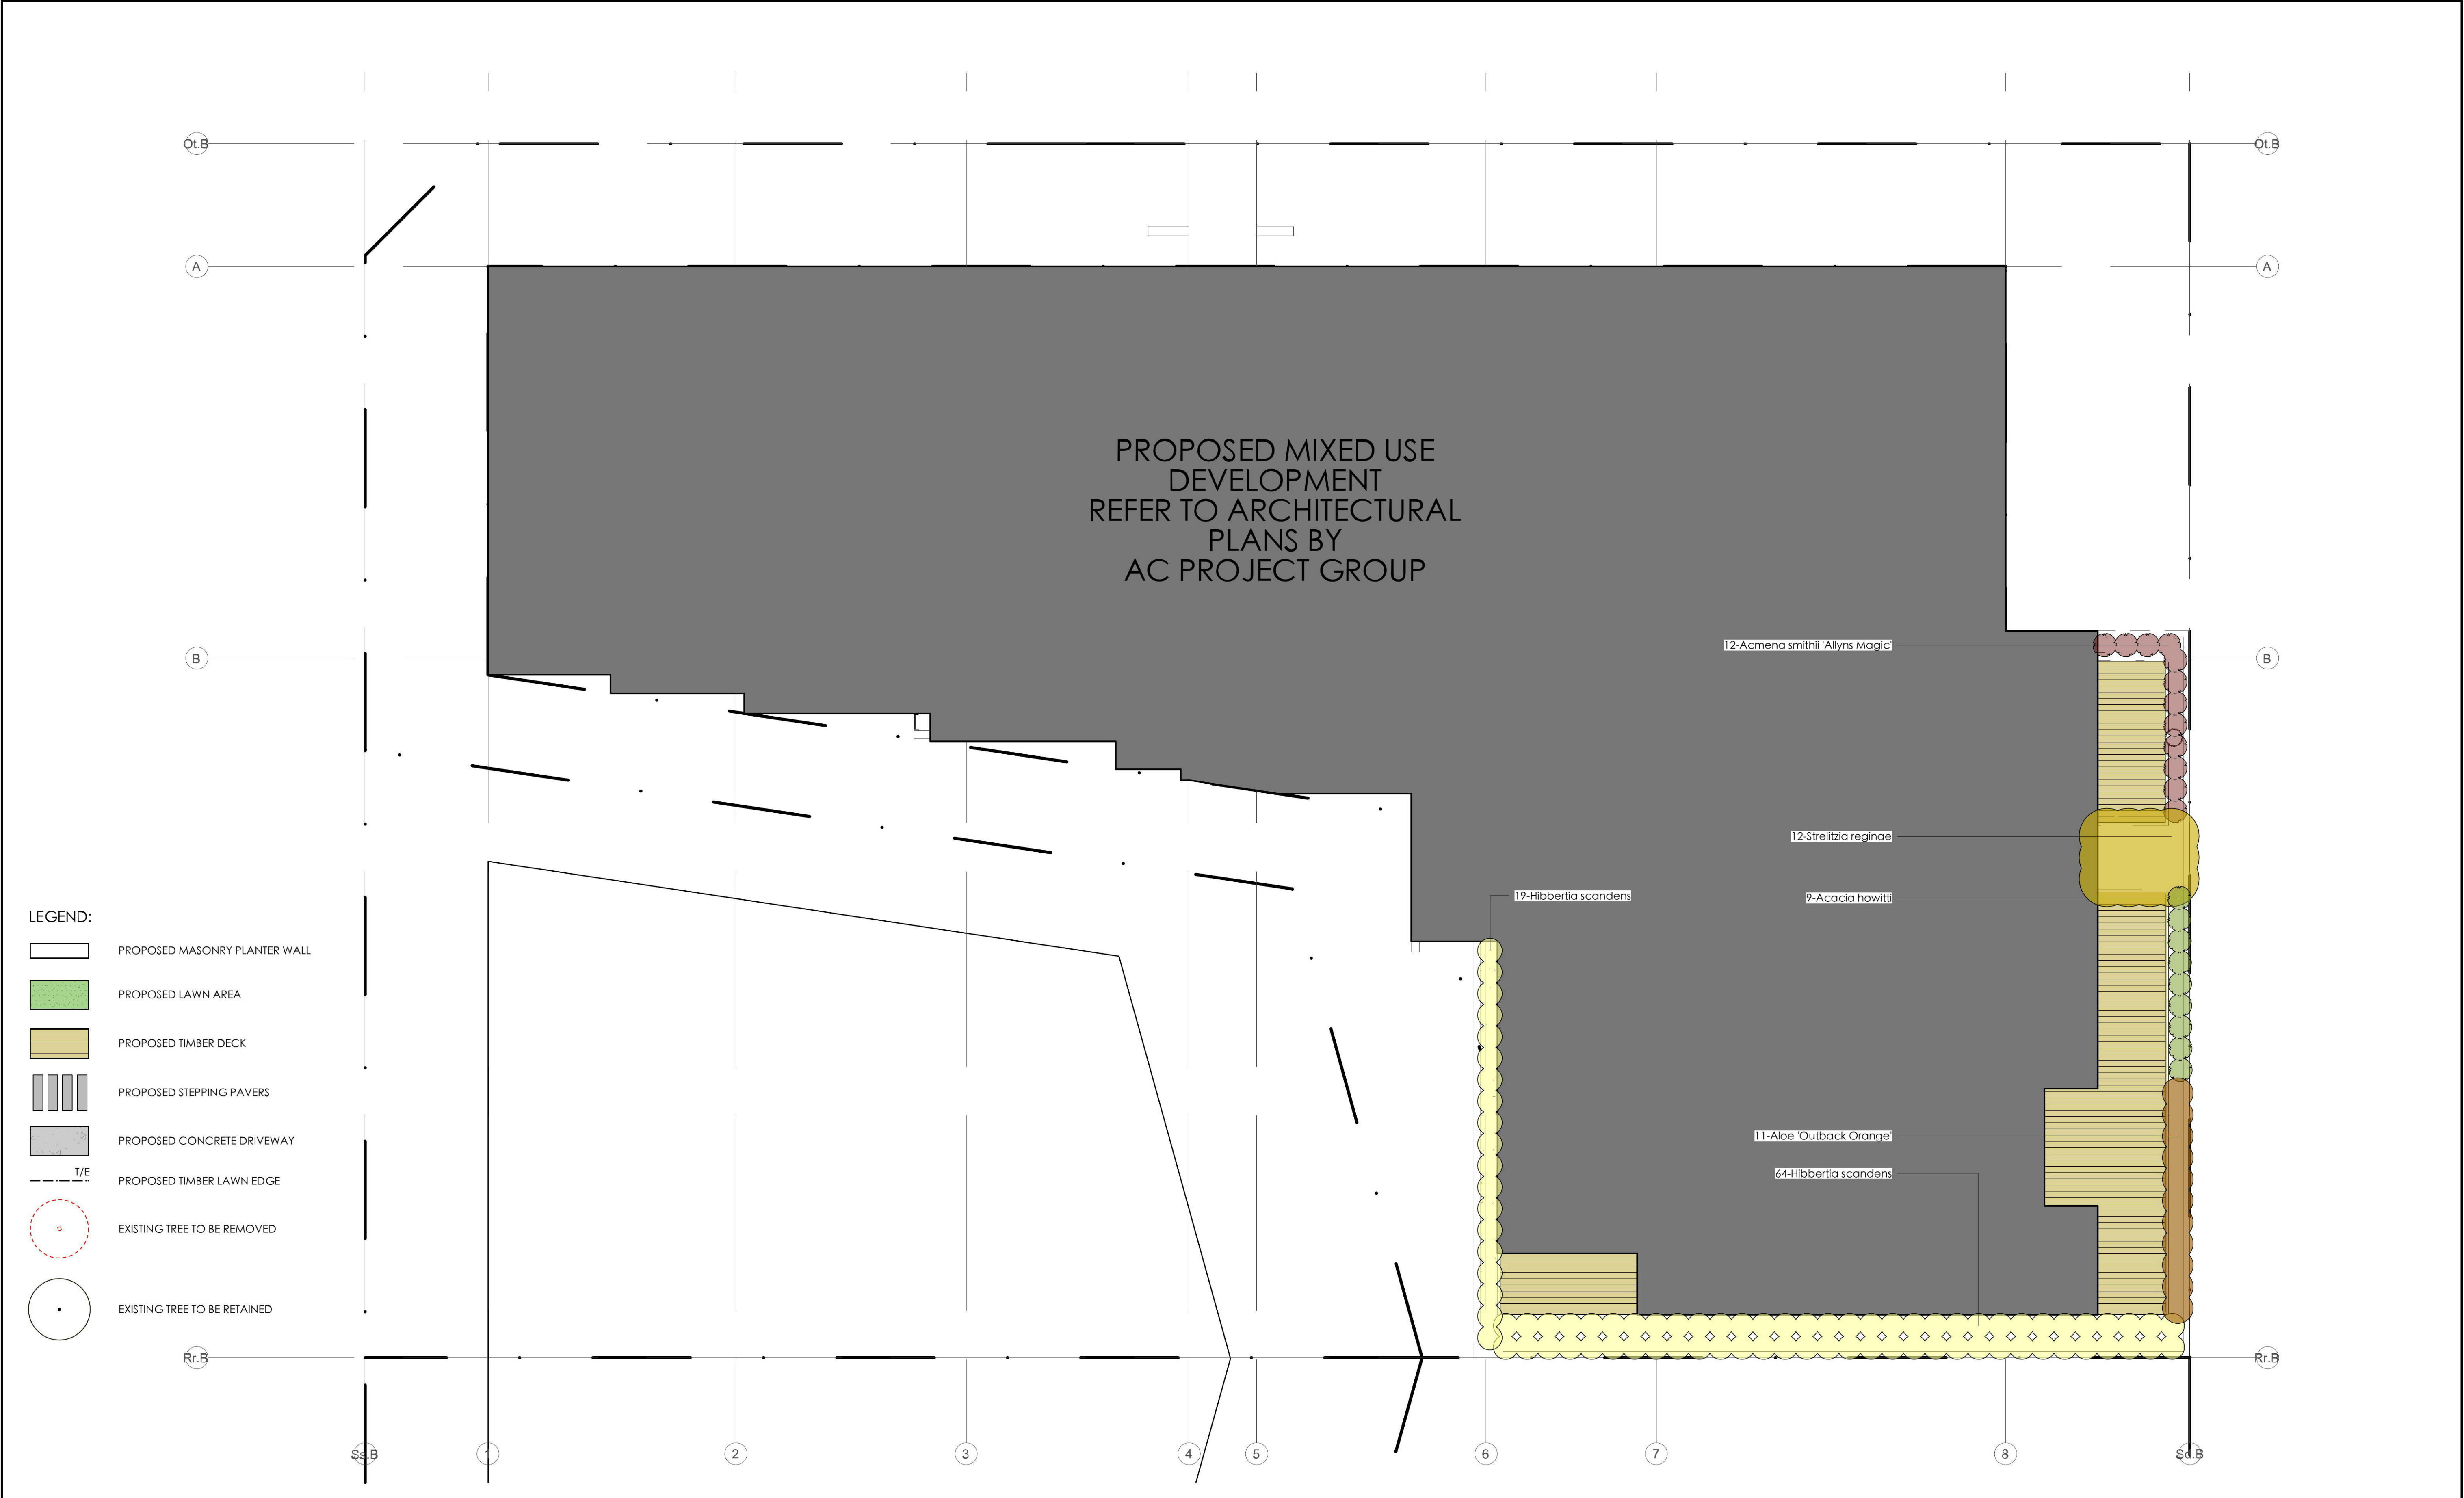 Ot.B
Ot.B
A
A
PROPOSED MIXED USE
DEVELOPMENT
REFER TO ARCHITECTURAL
PLANS BY
AC PROJECT GROUP
12-Acmena smithii 'Allyns Magic'
B
B
12-Strelitzia reginae
19-Hibbertia scandens
9-Acacia howitti
LEGEND:
PROPOSED MASONRY PLANTER WALL
PROPOSED LAWN AREA
PROPOSED TIMBER DECK
PROPOSED STEPPING PAVERS
11-Aloe 'Outback Orange'
PROPOSED CONCRETE DRIVEWAY
T/E
PROPOSED TIMBER LAWN EDGE
64-Hibbertia scandens
EXISTING TREE TO BE REMOVED
EXISTING TREE TO BE RETAINED
Rr.B
Rr.B
Ss.B
1
2
3
4
5
6
7
8
Sd.B